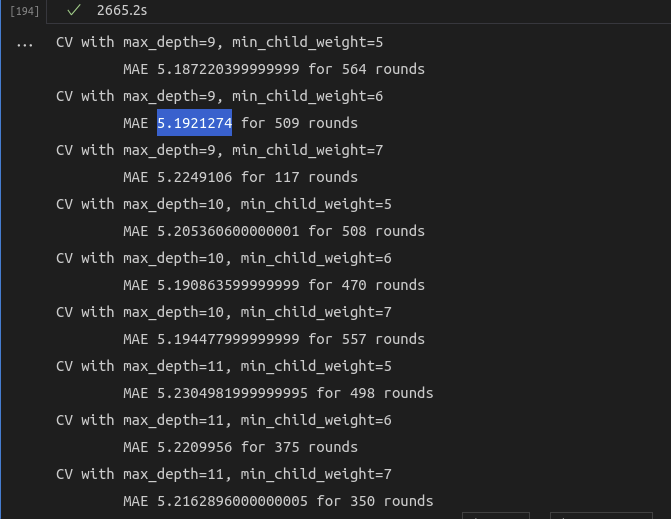 [194] ✓ 2665.2s
... CV with max_depth=9, min_child_weight=5
MAE 5.187220399999999 for 564 rounds
CV with max_depth=9, min_child_weight=6
MAE 5.1921274 for 509 rounds
CV with max_depth=9, min_child_weight=7
MAE 5.2249106 for 117 rounds
CV with max_depth=10, min_child_weight=5
MAE 5.205360600000001 for 508 rounds
CV with max_depth=10, min_child_weight=6
MAE 5.190863599999999 for 470 rounds
CV with max_depth=10, min_child_weight=7
MAE 5.194477999999999 for 557 rounds
CV with max_depth=11, min_child_weight=5
MAE 5.2304981999999995 for 498 rounds
CV with max_depth=11, min_child_weight=6
MAE 5.2209956 for 375 rounds
CV with max_depth=11, min_child_weight=7
MAE 5.2162896000000005 for 350 rounds